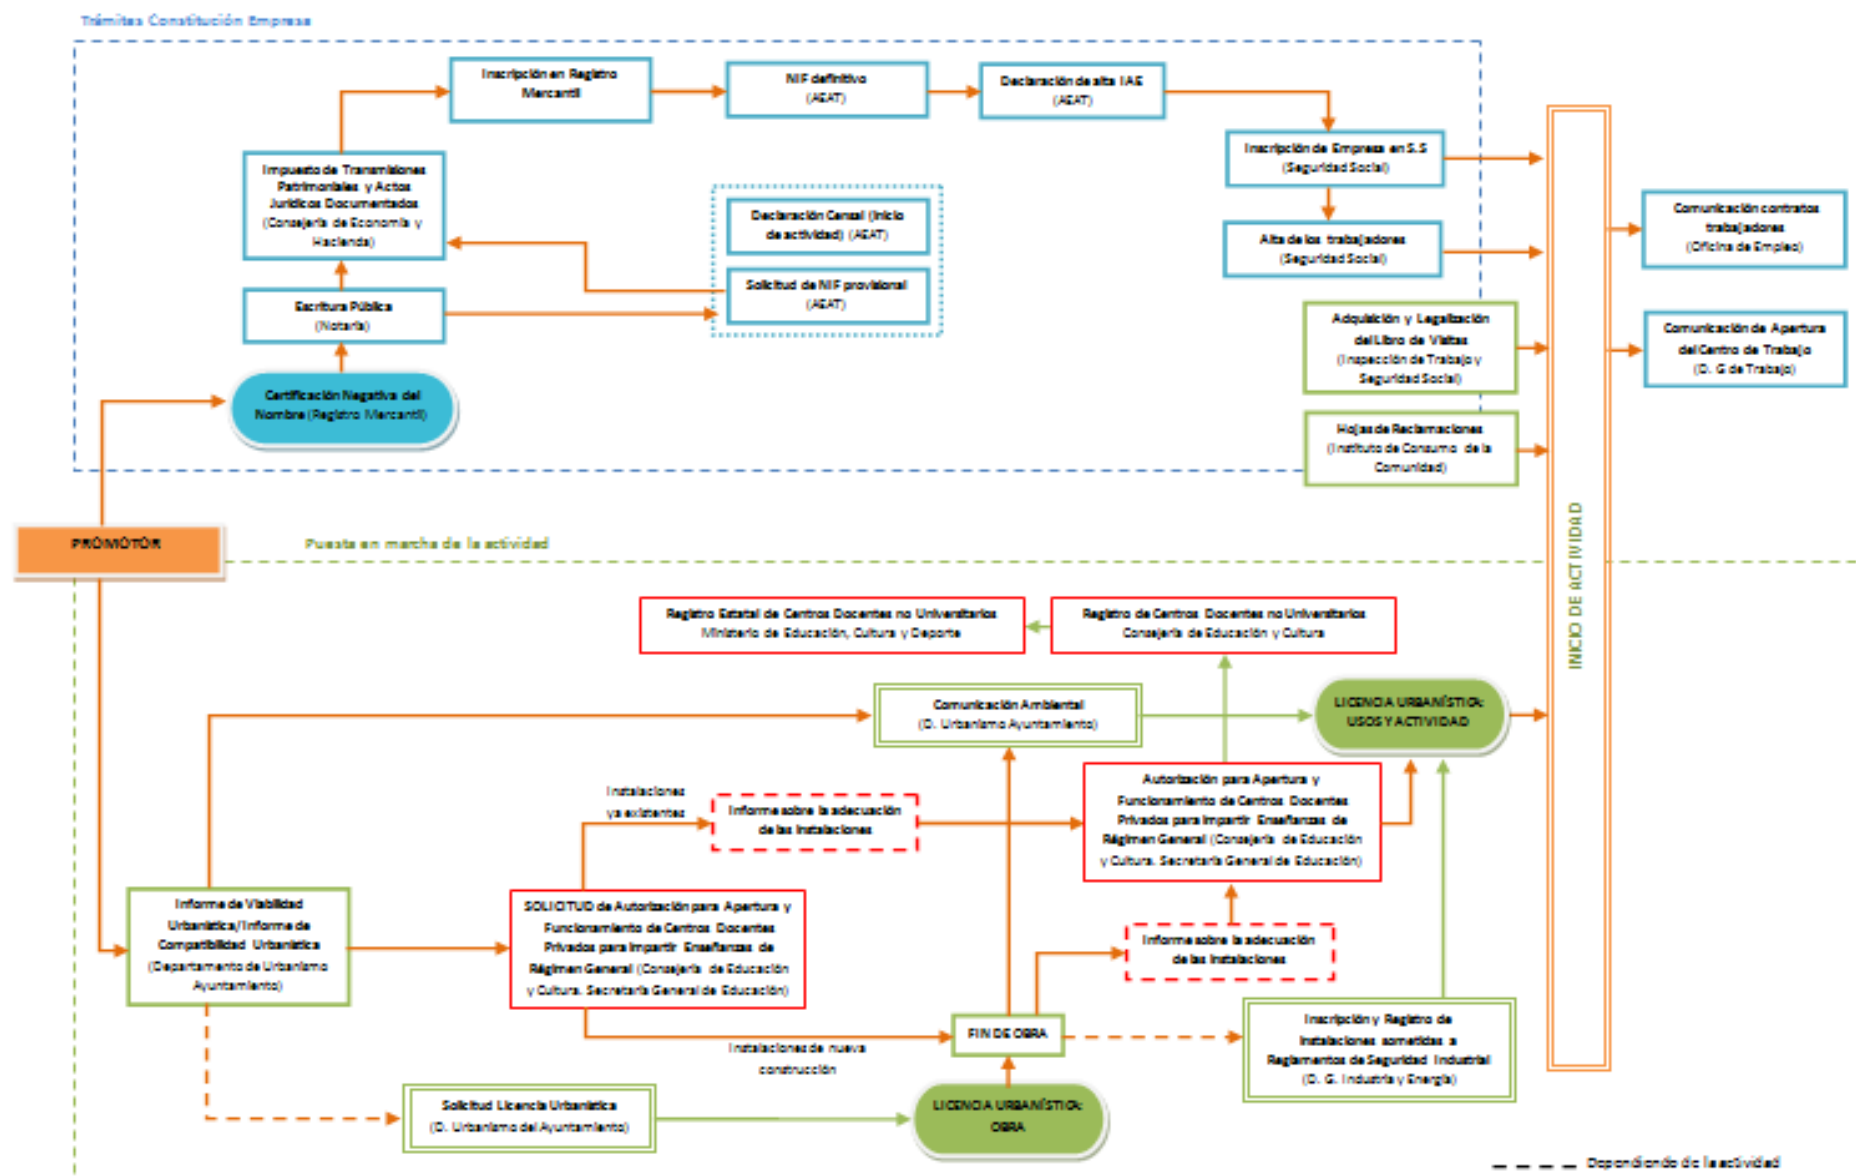 Trámites Constitución Empresa
Inscripción en Registro
Mercantil
NIF definitivo
(AEAT)
Declaración de alta IAE
(AEAT)
Impuesto de Transmisiones
Patrimoniales y Actos
Jurídicos Documentados
(Consejería de Economía y
Hacienda)
Declaración Censal (Inicio
de actividad) (AEAT)
Solicitud de NIF provisional
(AEAT)
Escritura Pública
(Notaría)
Certificación Negativa del
Nombre (Registro Mercantil)
Inscripción de Empresa en S.S
(Seguridad Social)
Alta de los trabajadores
(Seguridad Social)
Adquisición y Legalización
del Libro de Visitas
(Inspección de Trabajo y
Seguridad Social)
Hojas de Reclamaciones
(Instituto de Consumo de la
Comunidad)
Comunicación contratos
trabajadores
(Oficina de Empleo)
Comunicación de Apertura
del Centro de Trabajo
(D. G de Trabajo)
INICIO DE ACTIVIDAD
PROMOTOR
Puesta en marcha de la actividad
Registro Estatal de Centros Docentes no Universitarios
Ministerio de Educación, Cultura y Deporte
Registro de Centros Docentes no Universitarios
Consejería de Educación y Cultura
Comunicación Ambiental
(D. Urbanismo Ayuntamiento)
LICENCIA URBANÍSTICA:
USOS Y ACTIVIDAD
Instalaciones
ya existentes
Informe sobre la adecuación
de las instalaciones
Autorización para Apertura y
Funcionamiento de Centros Docentes
Privados para Impartir Enseñanzas de
Régimen General (Consejería de Educación
y Cultura. Secretaría General de Educación)
Informe de Viabilidad
Urbanística/Informe de
Compatibilidad Urbanística
(Departamento de Urbanismo
Ayuntamiento)
SOLICITUD de Autorización para Apertura y
Funcionamiento de Centros Docentes
Privados para Impartir Enseñanzas de
Régimen General (Consejería de Educación
y Cultura. Secretaría General de Educación)
Informe sobre la adecuación
de las instalaciones
FIN DE OBRA
Instalaciones de nueva
construcción
Inscripción y Registro de
Instalaciones sometidas a
Reglamentos de Seguridad Industrial
(D. G. Industria y Energía)
Solicitud Licencia Urbanística
(D. Urbanismo del Ayuntamiento)
LICENCIA URBANÍSTICA:
OBRA
Dependiendo de la actividad